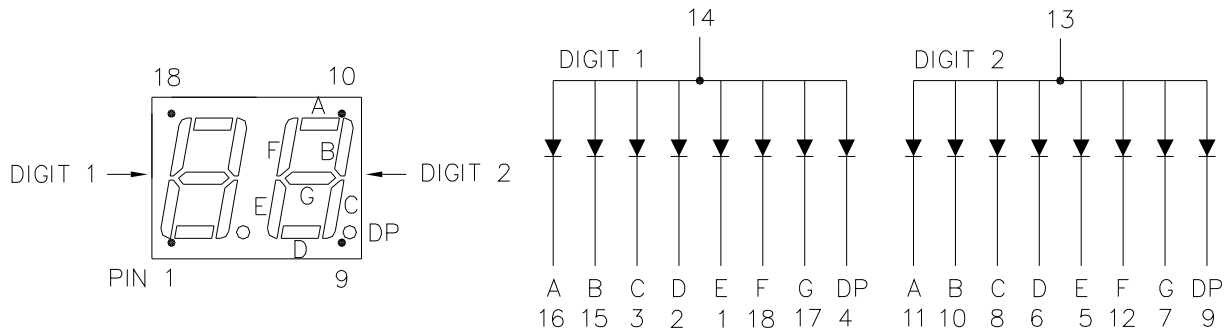 18 10
A
F B
DIGIT 1 DIGIT 2
G
E C
DP
D
PIN 1 9
14
DIGIT 1
A B C D E F G DP
16 15 3 2 1 18 17 4
13
DIGIT 2
A B C D E F G DP
11 10 8 6 5 12 7 9